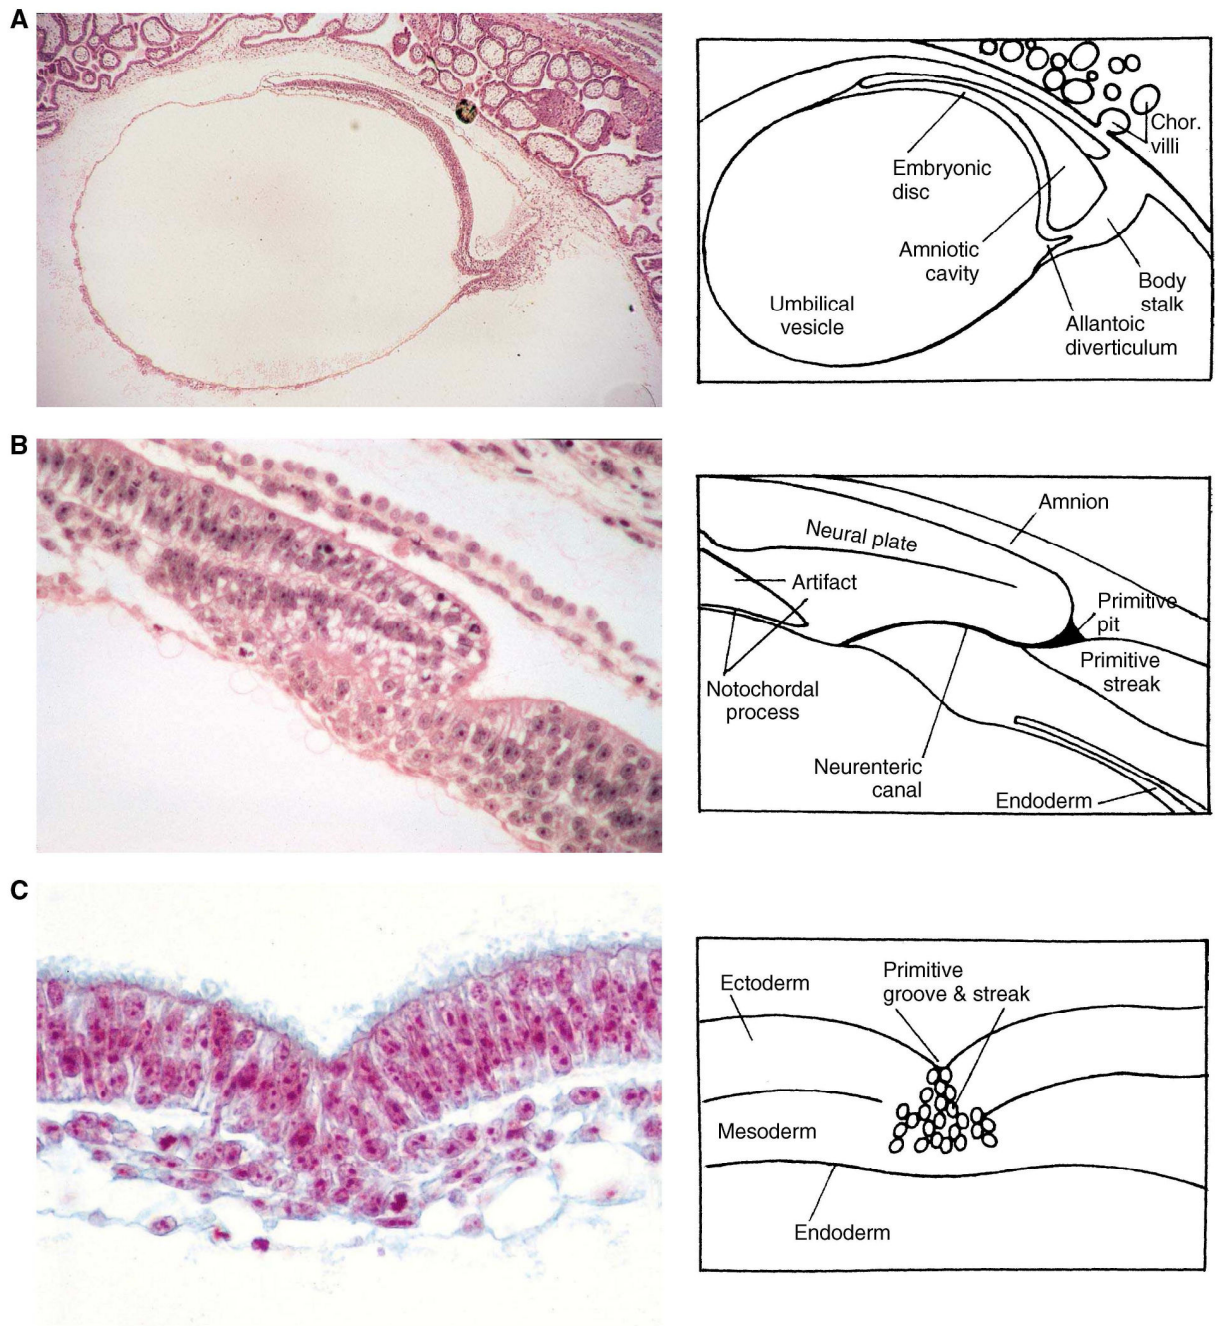 A
Chor.
villi
Embryonic
disc
Amniotic
cavity
Body
stalk
Umbilical
vesicle
Allantoic
diverticulum
B
Amnion
Neural plate
Artifact
Primitive
pit
Primitive
streak
Notochordal
process
Neurenteric
canal
Endoderm
C
Ectoderm
Primitive
groove & streak
Mesoderm
Endoderm